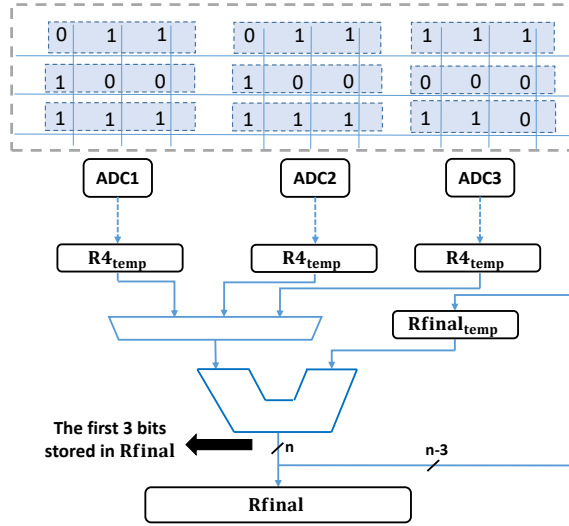 0 1 1 0 1 1 1 1 1
1 0 0 1 0 0 0 0 0
1 1 1 1 1 1 1 1 0
ADC1 ADC2 ADC3
R4temp R4temp R4temp
Rfinaltemp
The first 3 bits
stored in Rfinal
n n-3
Rfinal